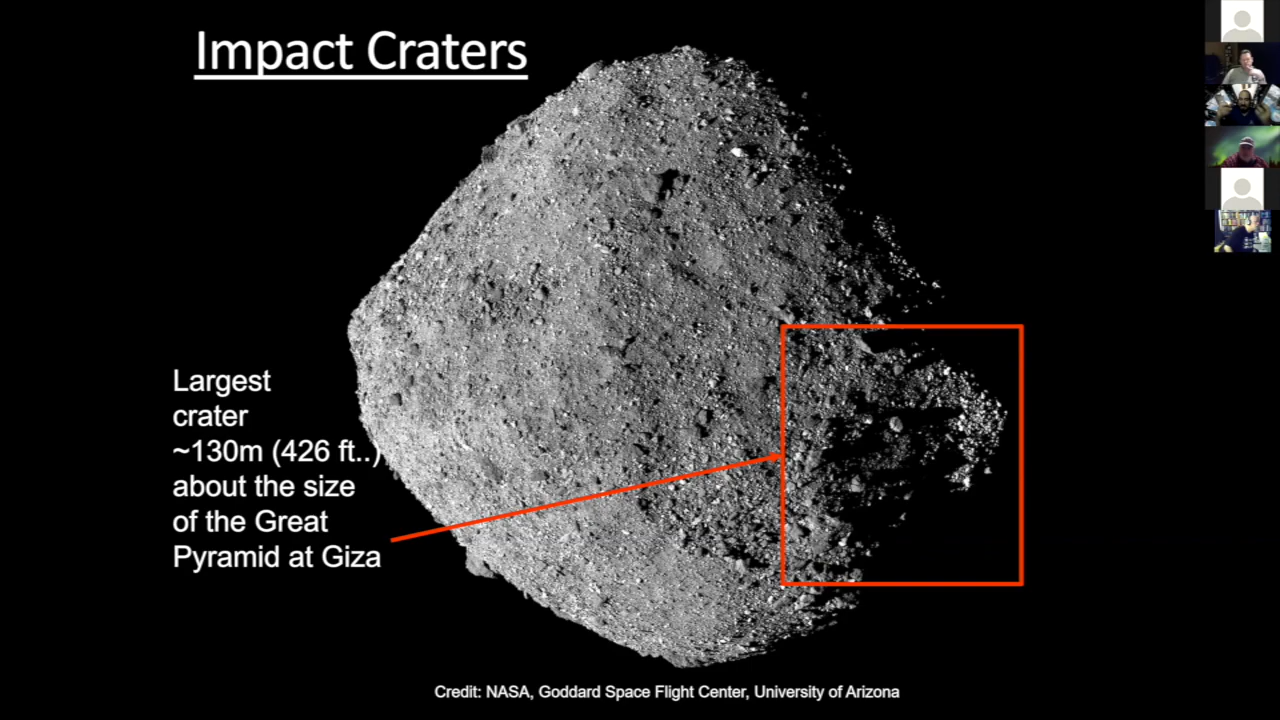 Impact Craters
Largest
crater
~130m (426 ft..)
about the size
of the Great
Pyramid at Giza
Credit: NASA, Goddard Space Flight Center, University of Arizona